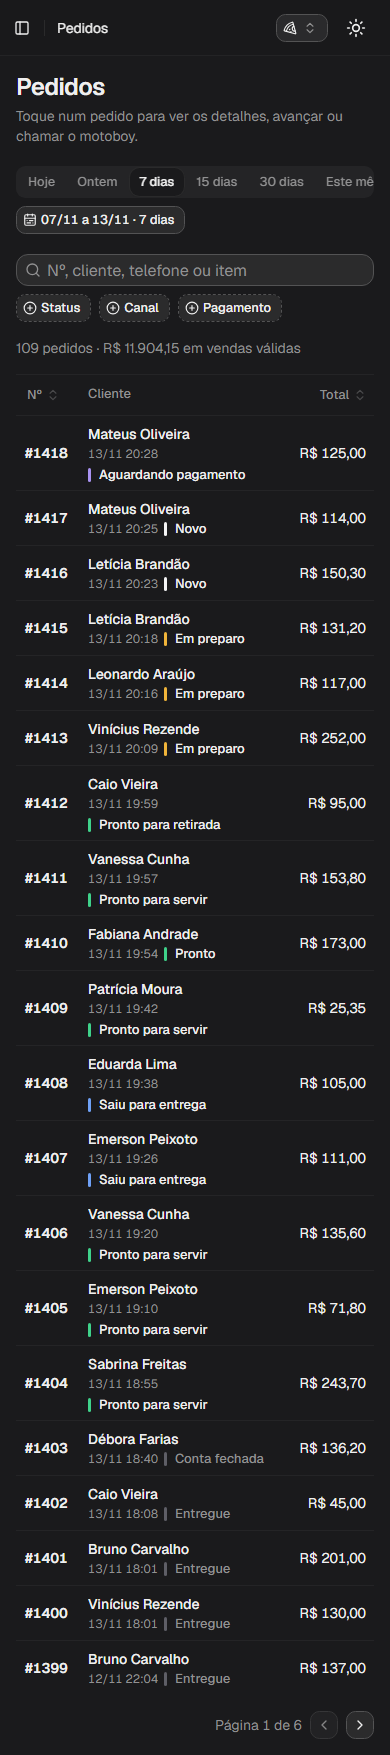 Pedidos
Pedidos
Toque num pedido para ver os detalhes, avançar ou
chamar o motoboy.
Hoje Ontem 7 dias 15 dias 30 dias Este mê
07/11 a 13/11 · 7 dias
Nº, cliente, telefone ou item
Status Canal Pagamento
109 pedidos · R$ 11.904,15 em vendas válidas
Nº Cliente Total
Mateus Oliveira
#1418 13/11 20:28 R$ 125,00
Aguardando pagamento
Mateus Oliveira
#1417 R$ 114,00
13/11 20:25 Novo
Letícia Brandão
#1416 R$ 150,30
13/11 20:23 Novo
Letícia Brandão
#1415 R$ 131,20
13/11 20:18 Em preparo
Leonardo Araújo
#1414 R$ 117,00
13/11 20:16 Em preparo
Vinícius Rezende
#1413 R$ 252,00
13/11 20:09 Em preparo
Caio Vieira
#1412 13/11 19:59 R$ 95,00
Pronto para retirada
Vanessa Cunha
#1411 13/11 19:57 R$ 153,80
Pronto para servir
Fabiana Andrade
#1410 R$ 173,00
13/11 19:54 Pronto
Patrícia Moura
#1409 13/11 19:42 R$ 25,35
Pronto para servir
Eduarda Lima
#1408 13/11 19:38 R$ 105,00
Saiu para entrega
Emerson Peixoto
#1407 13/11 19:26 R$ 111,00
Saiu para entrega
Vanessa Cunha
#1406 13/11 19:20 R$ 135,60
Pronto para servir
Emerson Peixoto
#1405 13/11 19:10 R$ 71,80
Pronto para servir
Sabrina Freitas
#1404 13/11 18:55 R$ 243,70
Pronto para servir
Débora Farias
#1403 R$ 136,20
13/11 18:40 Conta fechada
Caio Vieira
#1402 R$ 45,00
13/11 18:08 Entregue
Bruno Carvalho
#1401 R$ 201,00
13/11 18:01 Entregue
Vinícius Rezende
#1400 R$ 130,00
13/11 18:01 Entregue
Bruno Carvalho
#1399 R$ 137,00
12/11 22:04 Entregue
Página 1 de 6